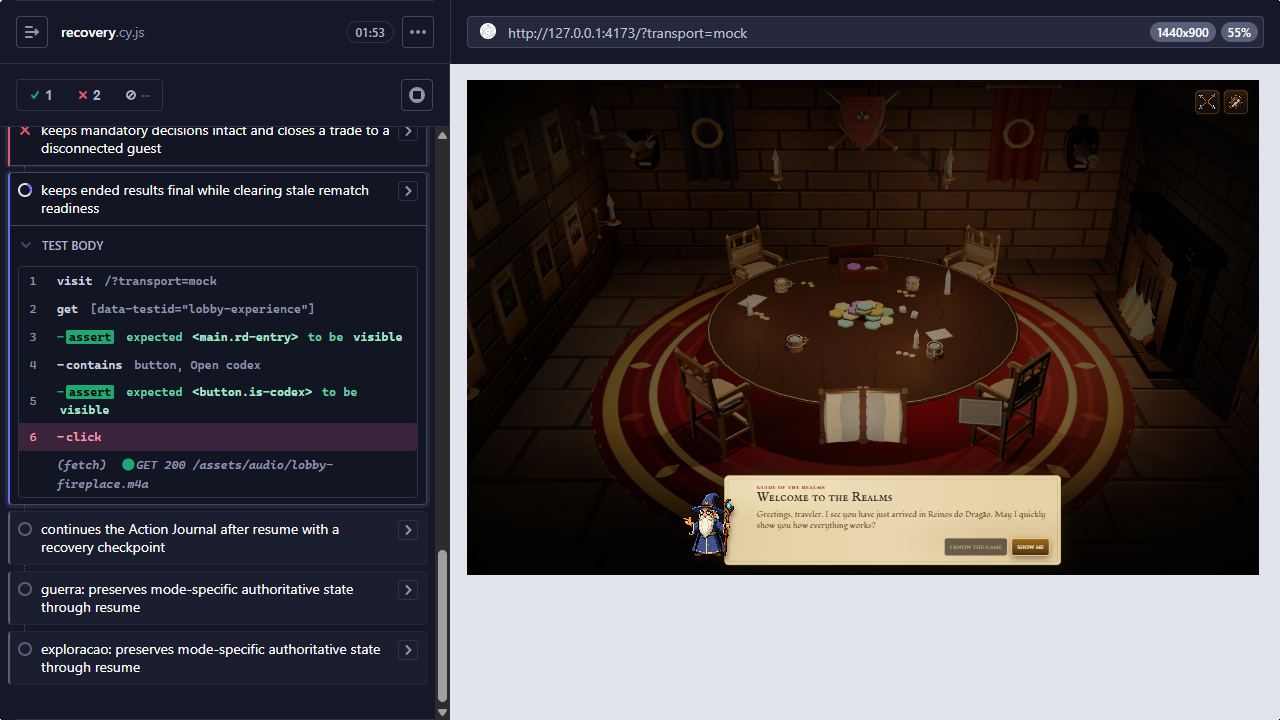 recovery.cy.js
01:53
http://127.0.0.1:4173/?transport=mock
1440x900
55%
1
2
--
keeps mandatory decisions intact and closes a trade to a
disconnected guest
keeps ended results final while clearing stale rematch
readiness
TEST BODY
1 visit /?transport=mock
2 get [data-testid="lobby-experience"]
3 -assert expected <main.rd-entry> to be visible
4 -contains button, Open codex
5 -assert expected <button.is-codex> to be
visible
6 -click
(fetch) GET 200 /assets/audio/lobby-
fireplace.m4a
continues the Action Journal after resume with a
recovery checkpoint
guerra: preserves mode-specific authoritative state
through resume
exploracao: preserves mode-specific authoritative state
through resume
GUIDE OF THE REALMS
Welcome to the Realms
Greetings, traveler. I see you have just arrived in Reinos do Dragão. May I quickly
show you how everything works?
I KNOW THE GAME
SHOW ME